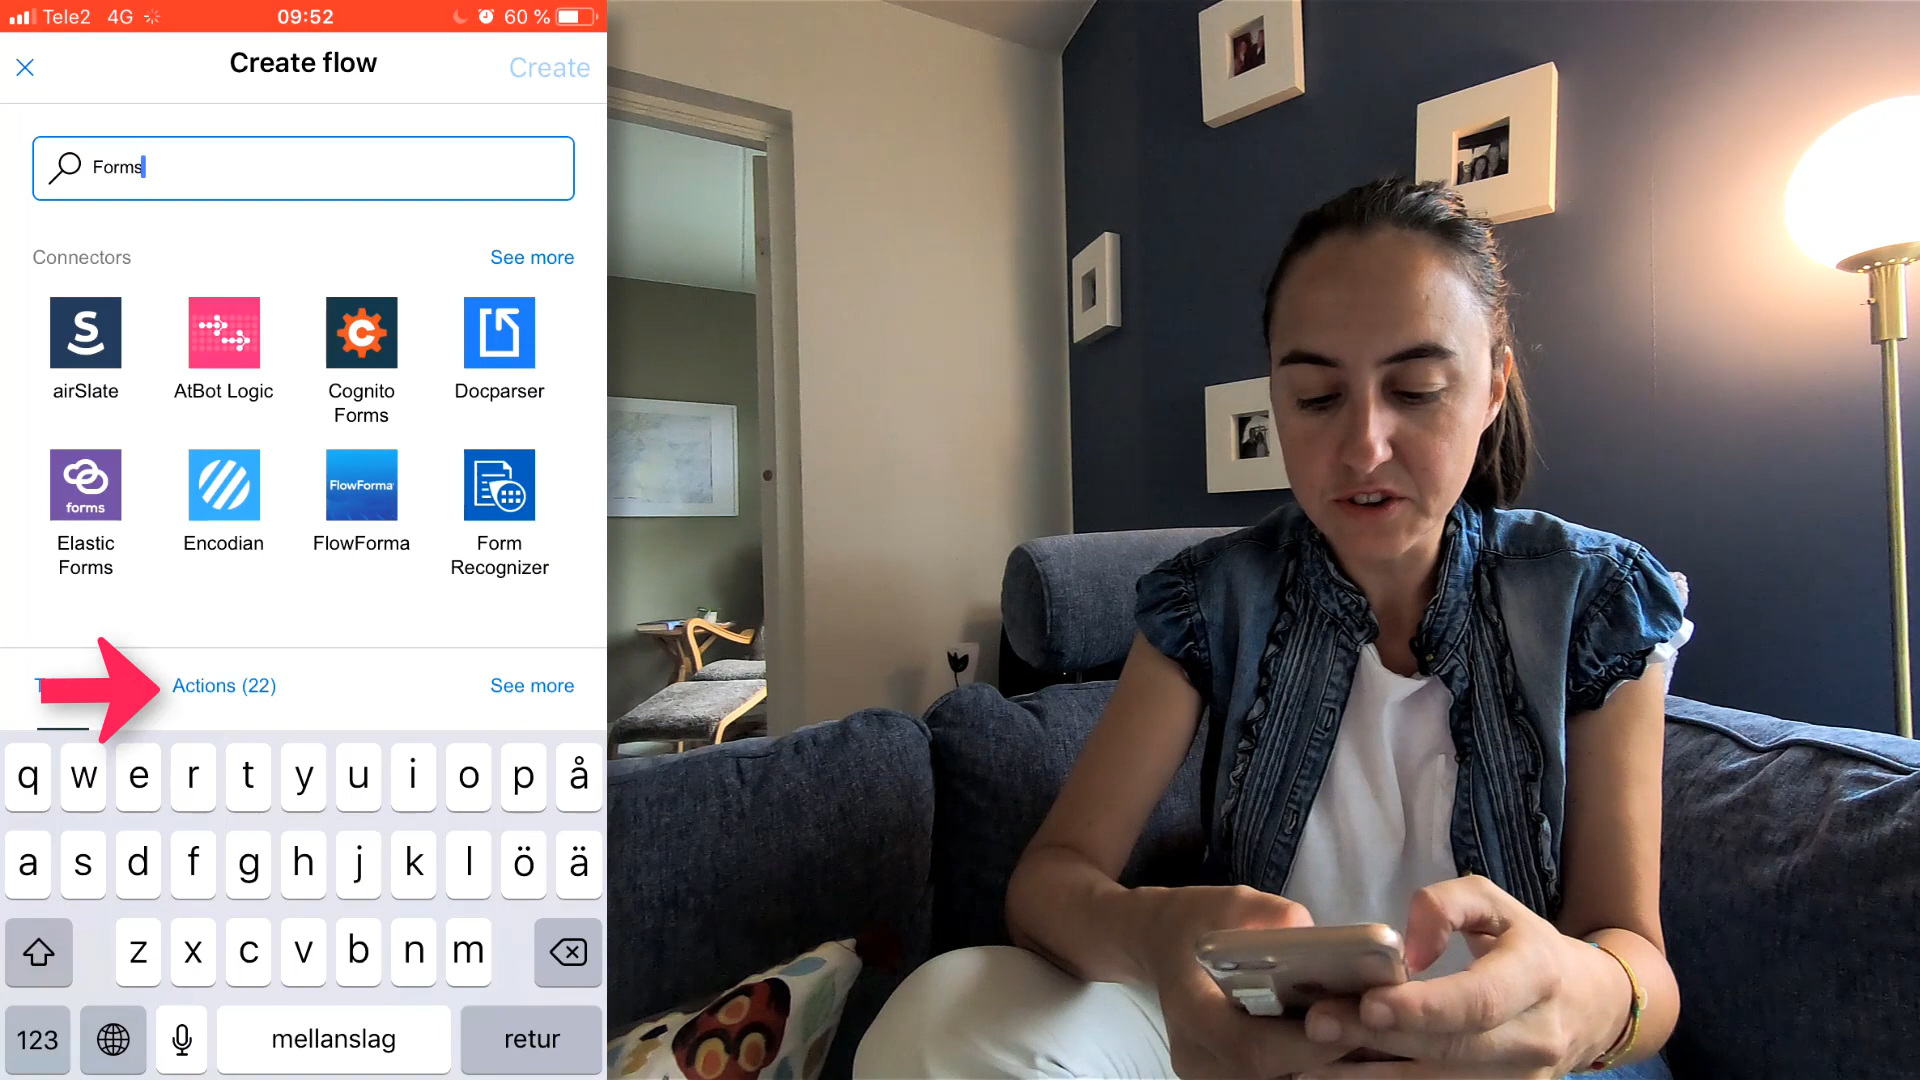 Tele2 4G 09:52 60 %
Create flow Create
Forms
Connectors See more
S C
airSlate AtBot Logic Cognito Forms Docparser
forms FlowForma
Elastic Forms Encodian FlowForma Form Recognizer
Actions (22) See more
q w e r t y u i o p å
a s d f g h j k l ö ä
z x c v b n m
123 mellanslag retur